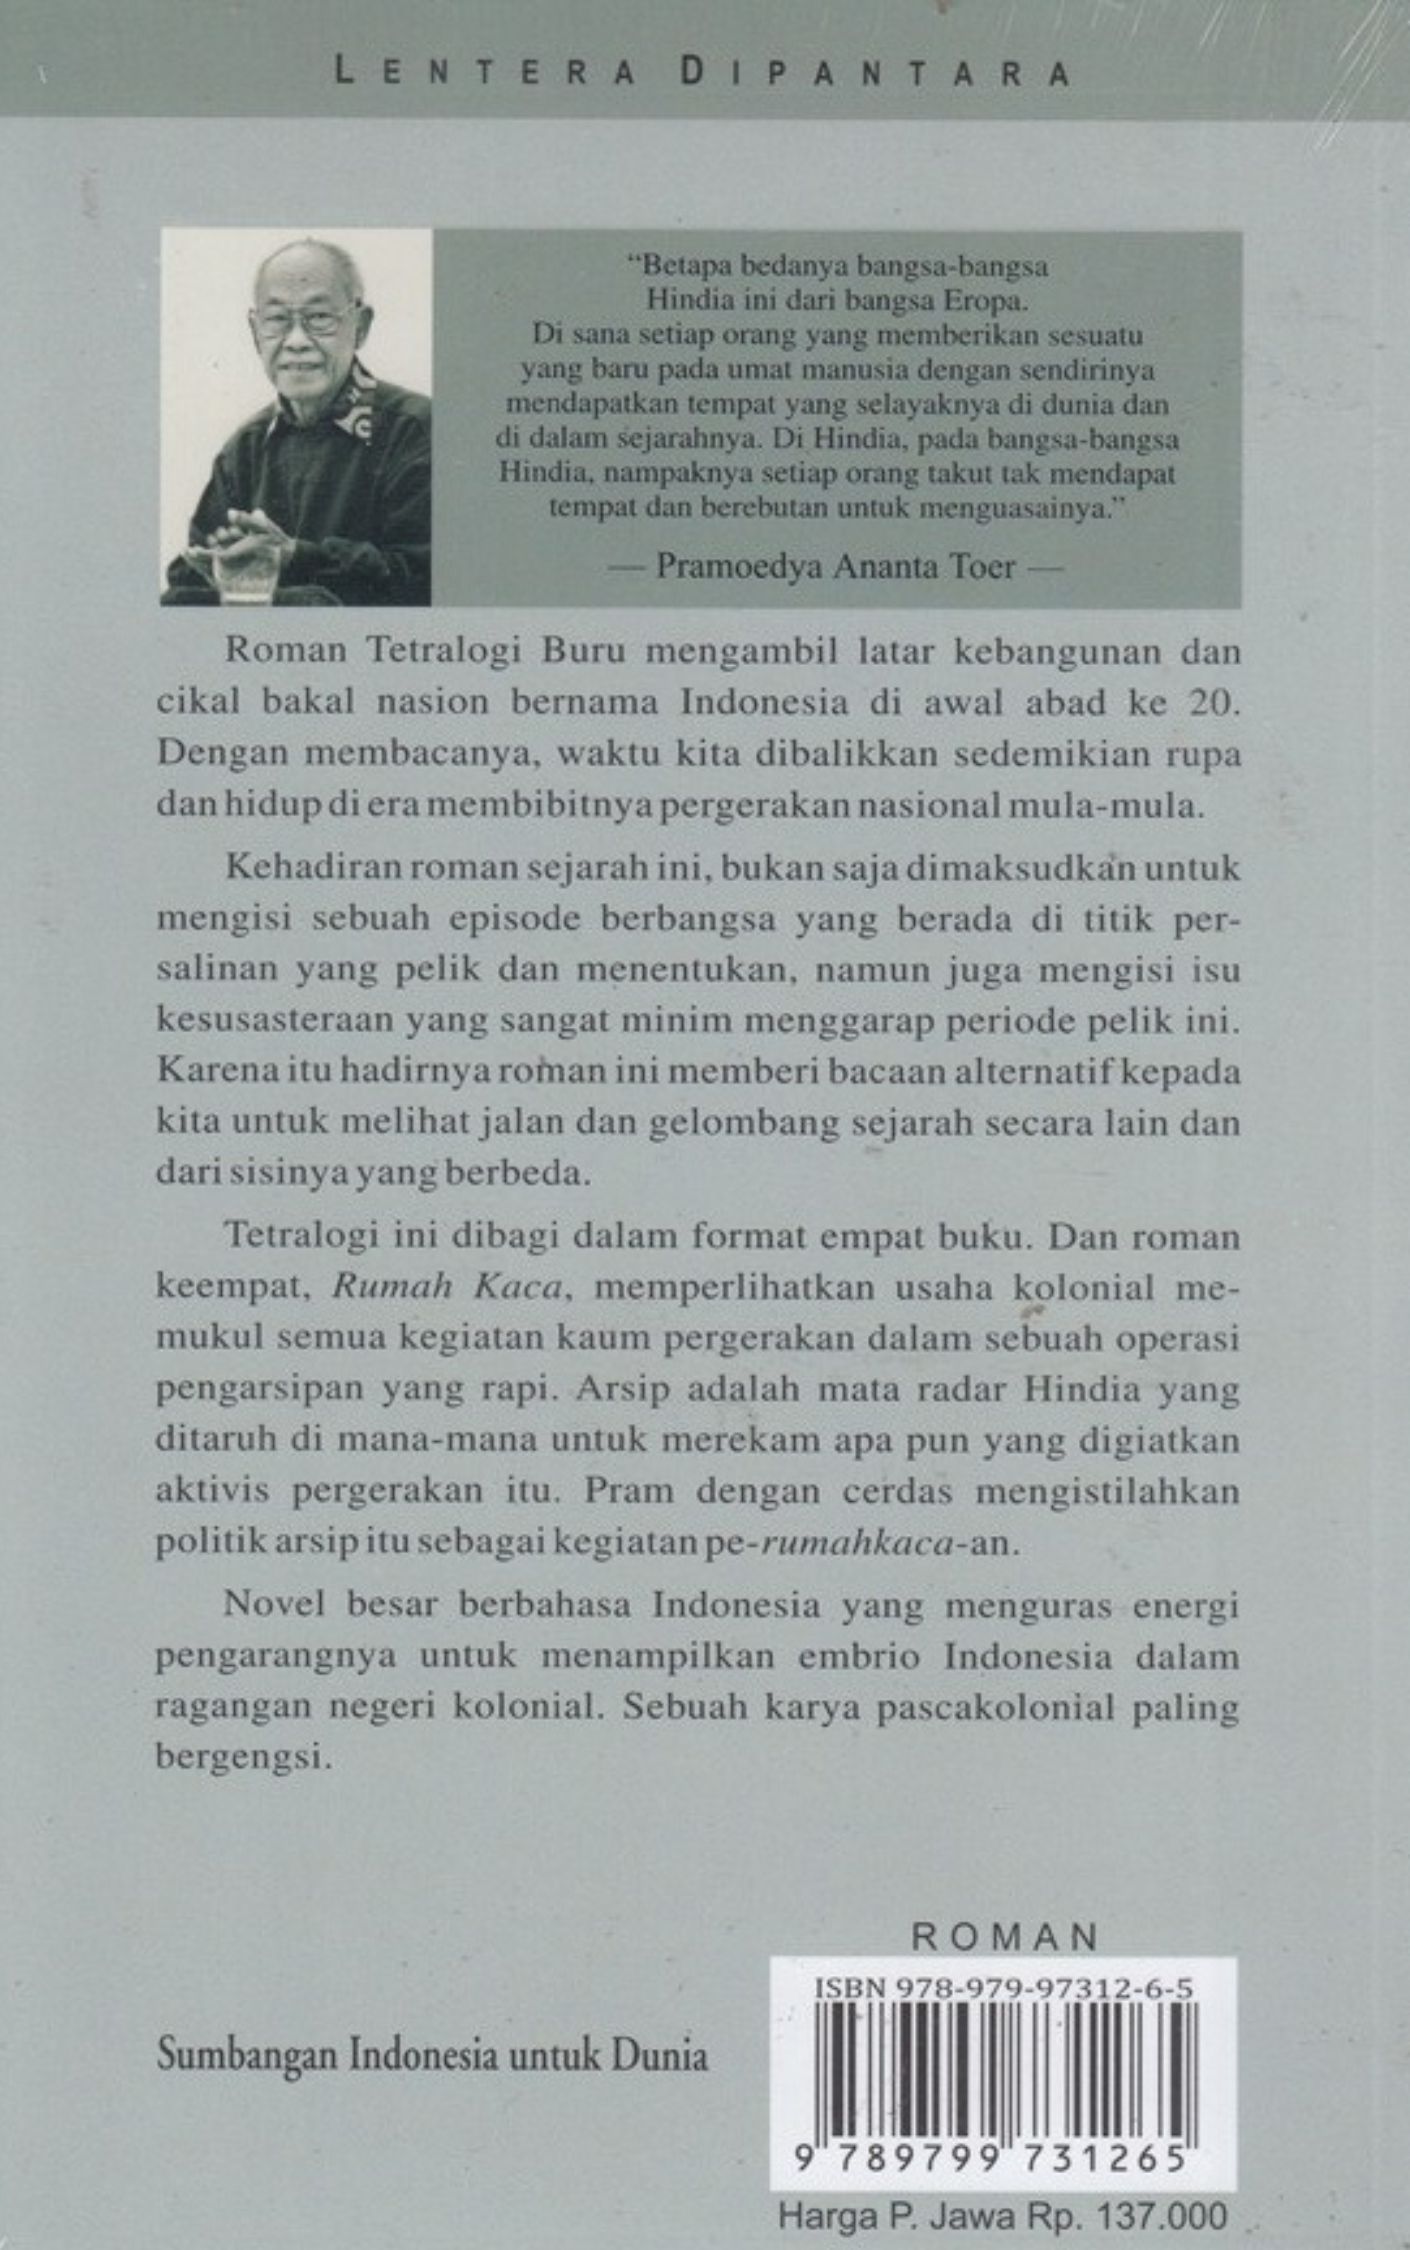 LENTERA DIPANTARA
“Betapa bedanya bangsa-bangsa
Hindia ini dari bangsa Eropa.
Di sana setiap orang yang memberikan sesuatu
yang baru pada umat manusia dengan sendirinya
mendapatkan tempat yang selayaknya di dunia dan
di dalam sejarahnya. Di Hindia, pada bangsa-bangsa
Hindia, nampaknya setiap orang takut tak mendapat
tempat dan berebutan untuk menguasainya.”
— Pramoedya Ananta Toer —
Roman Tetralogi Buru mengambil latar kebangunan dan
cikal bakal nasion bernama Indonesia di awal abad ke 20.
Dengan membacanya, waktu kita dibalikkan sedemikian rupa
dan hidup di era membibitnya pergerakan nasional mula-mula.
Kehadiran roman sejarah ini, bukan saja dimaksudkan untuk
mengisi sebuah episode berbangsa yang berada di titik per-
salinan yang pelik dan menentukan, namun juga mengisi isu
kesusasteraan yang sangat minim menggarap periode pelik ini.
Karena itu hadirnya roman ini memberi bacaan alternatif kepada
kita untuk melihat jalan dan gelombang sejarah secara lain dan
dari sisinya yang berbeda.
Tetralogi ini dibagi dalam format empat buku. Dan roman
keempat, Rumah Kaca, memperlihatkan usaha kolonial me-
mukul semua kegiatan kaum pergerakan dalam sebuah operasi
pengarsipan yang rapi. Arsip adalah mata radar Hindia yang
ditaruh di mana-mana untuk merekam apa pun yang digiatkan
aktivis pergerakan itu. Pram dengan cerdas mengistilahkan
politik arsip itu sebagai kegiatan pe-rumahkaca-an.
Novel besar berbahasa Indonesia yang menguras energi
pengarangnya untuk menampilkan embrio Indonesia dalam
ragangan negeri kolonial. Sebuah karya pascakolonial paling
bergengsi.
ROMAN
ISBN 978-979-97312-6-5
Sumbangan Indonesia untuk Dunia
9 789799 731265
Harga P. Jawa Rp. 137.000